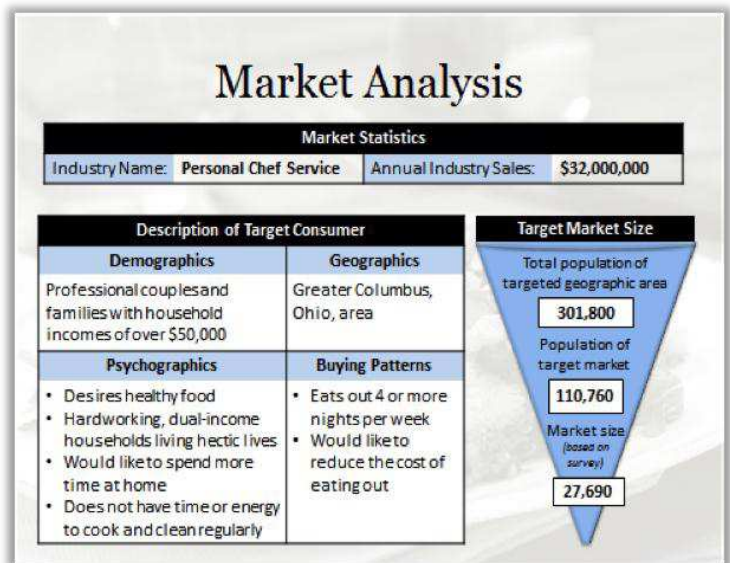 Market Analysis
Market Statistics
Industry Name: Personal Chef Service Annual Industry Sales: $32,000,000
Description of Target Consumer
Demographics
Professional couples and
families with household
incomes of over $50,000
Geographics
Greater Columbus,
Ohio, area
Psychographics
• Desires healthy food
• Hardworking, dual-income
households living hectic lives
• Would like to spend more
time at home
• Does not have time or energy
to cook and clean regularly
Buying Patterns
• Eats out 4 or more
nights per week
• Would like to
reduce the cost of
eating out
Target Market Size
Total population of
targeted geographic area
301,800
Population of
target market
110,760
Market size
(based on
survey)
27,690